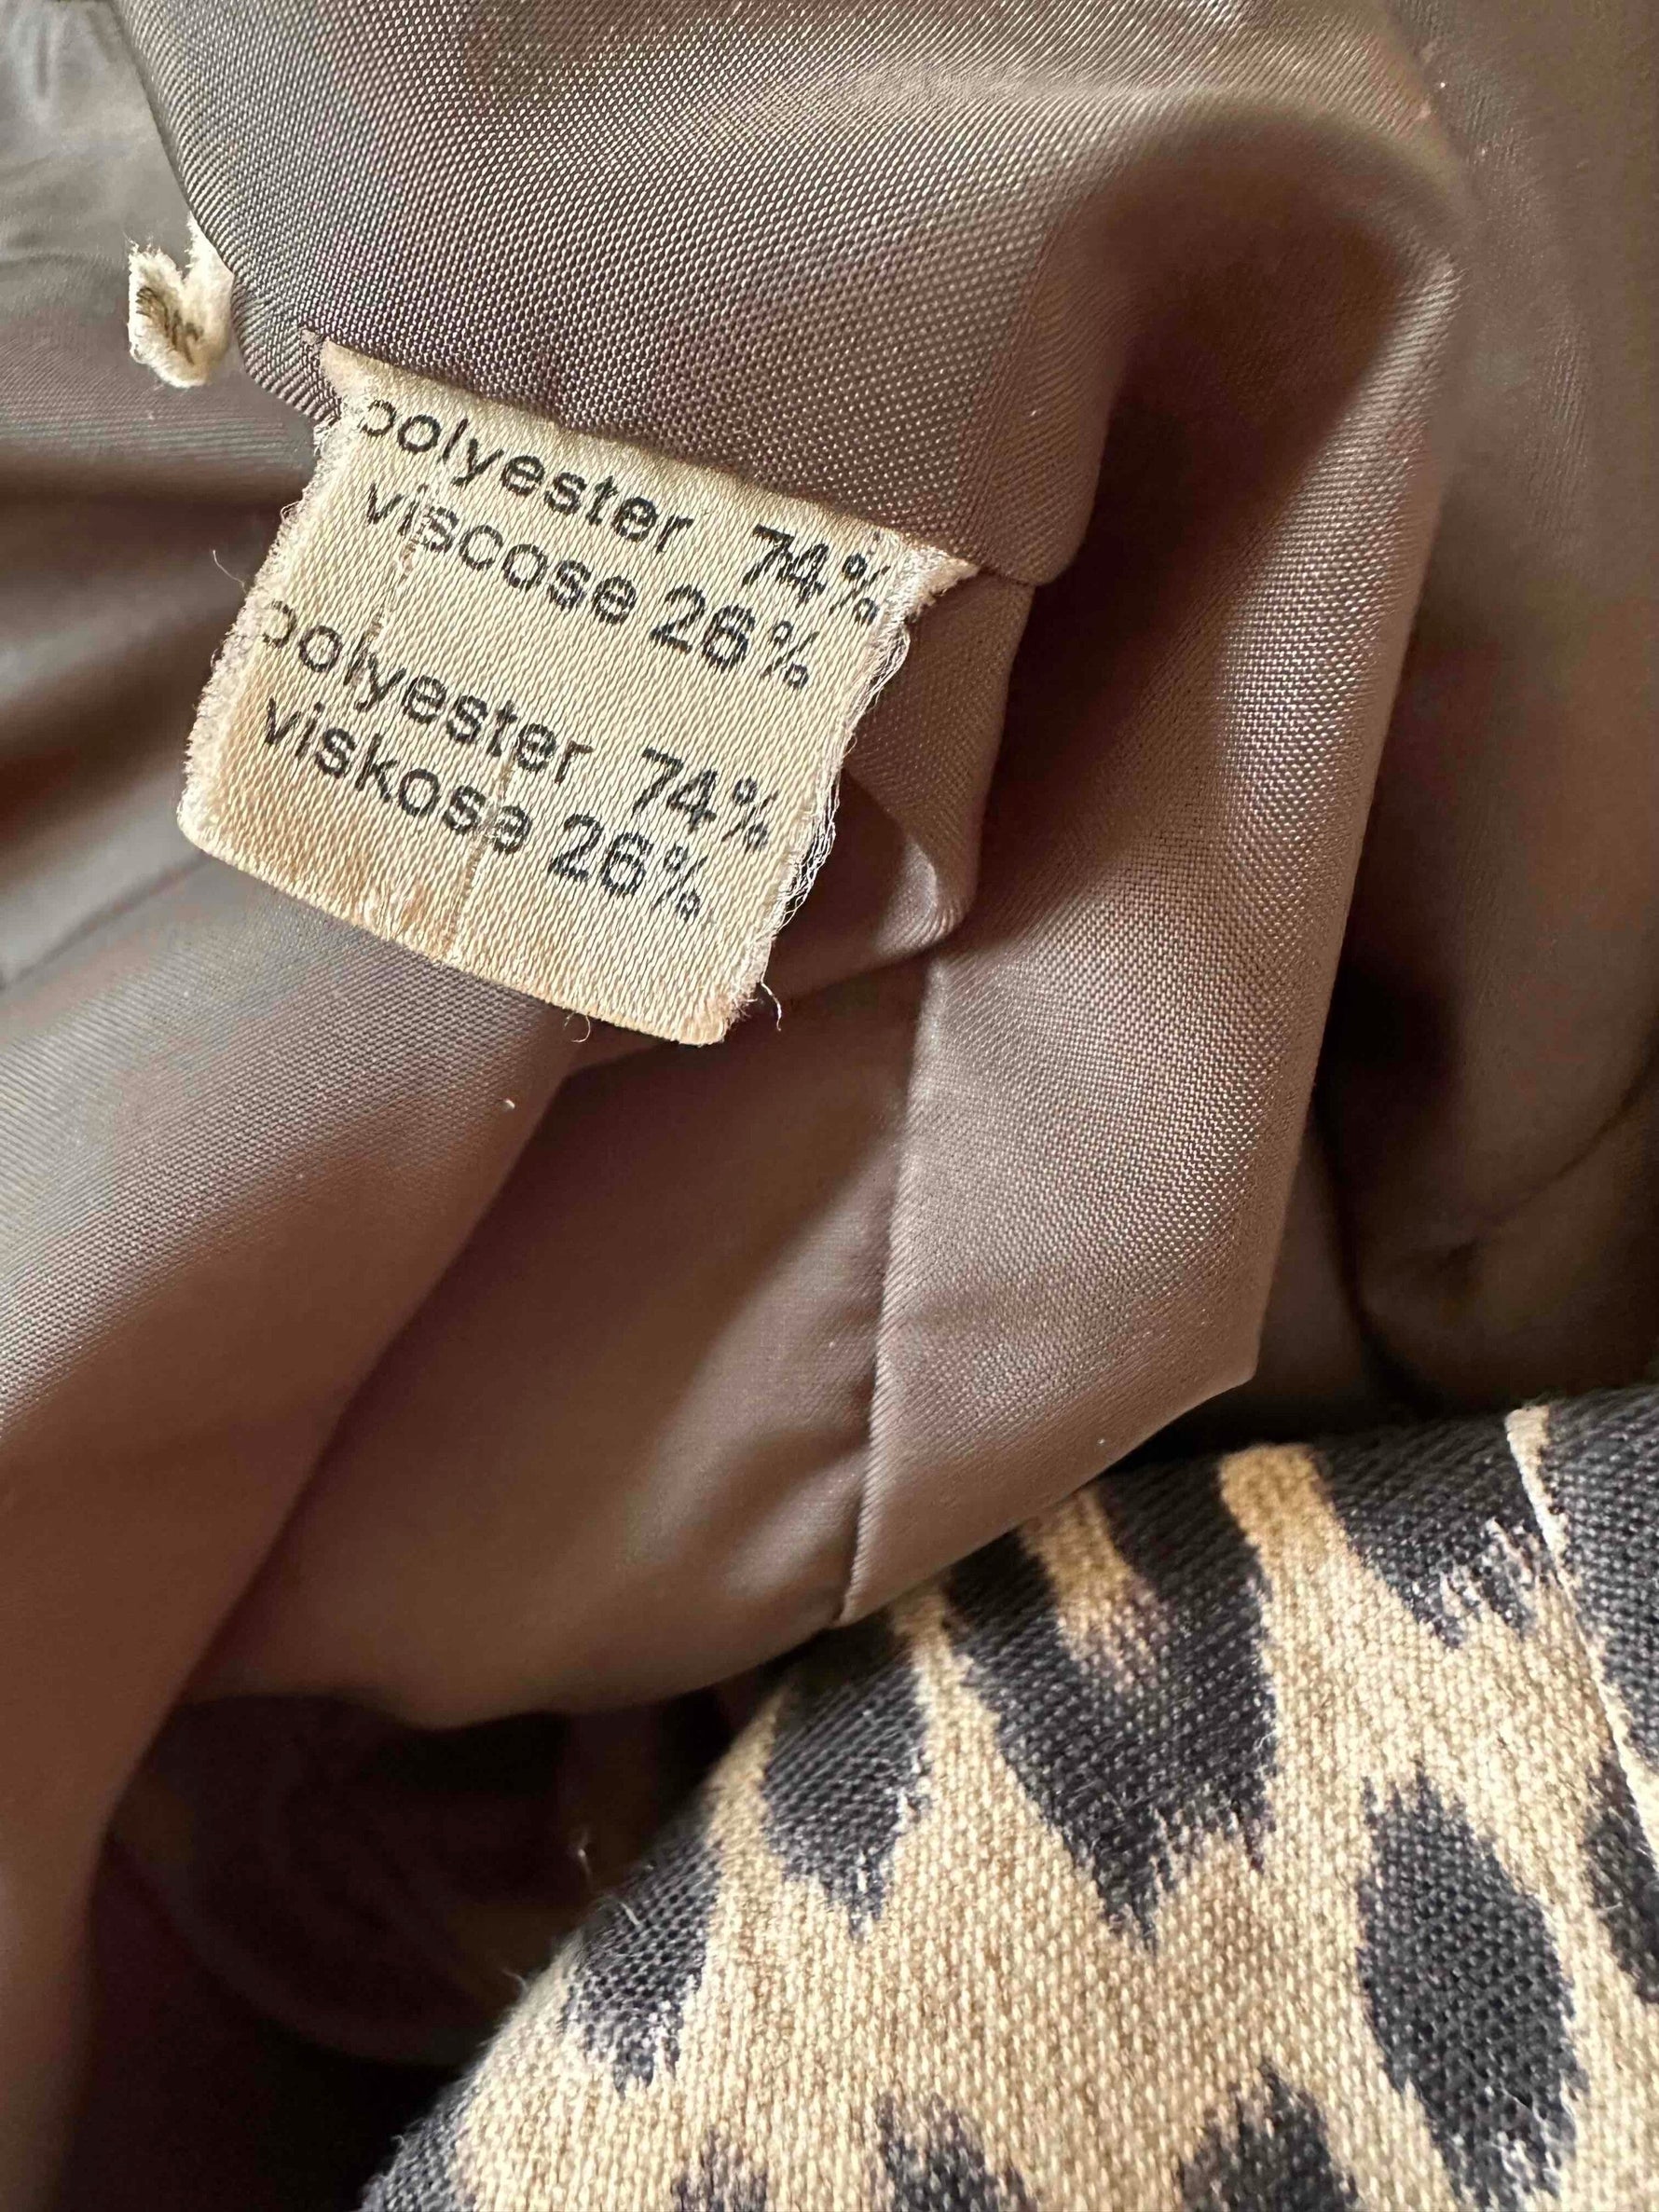 polyester 74%
viscose 26%
polyester 74%
viskose 26%